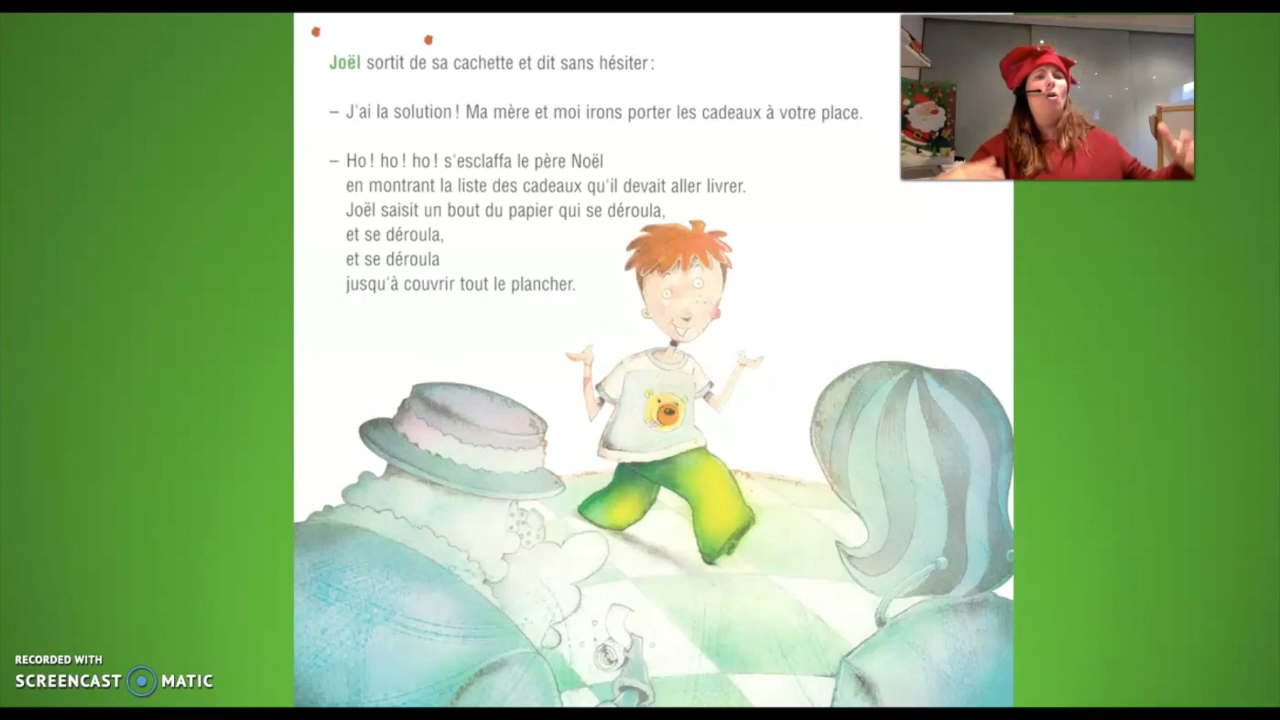 Joël sortit de sa cachette et dit sans hésiter :
– J'ai la solution ! Ma mère et moi irons porter les cadeaux à votre place.
– Ho ! ho ! ho ! s'esclaffa le père Noël
en montrant la liste des cadeaux qu'il devait aller livrer.
Joël saisit un bout du papier qui se déroula,
et se déroula,
et se déroula
jusqu'à couvrir tout le plancher.
RECORDED WITH
SCREENCAST MATIC